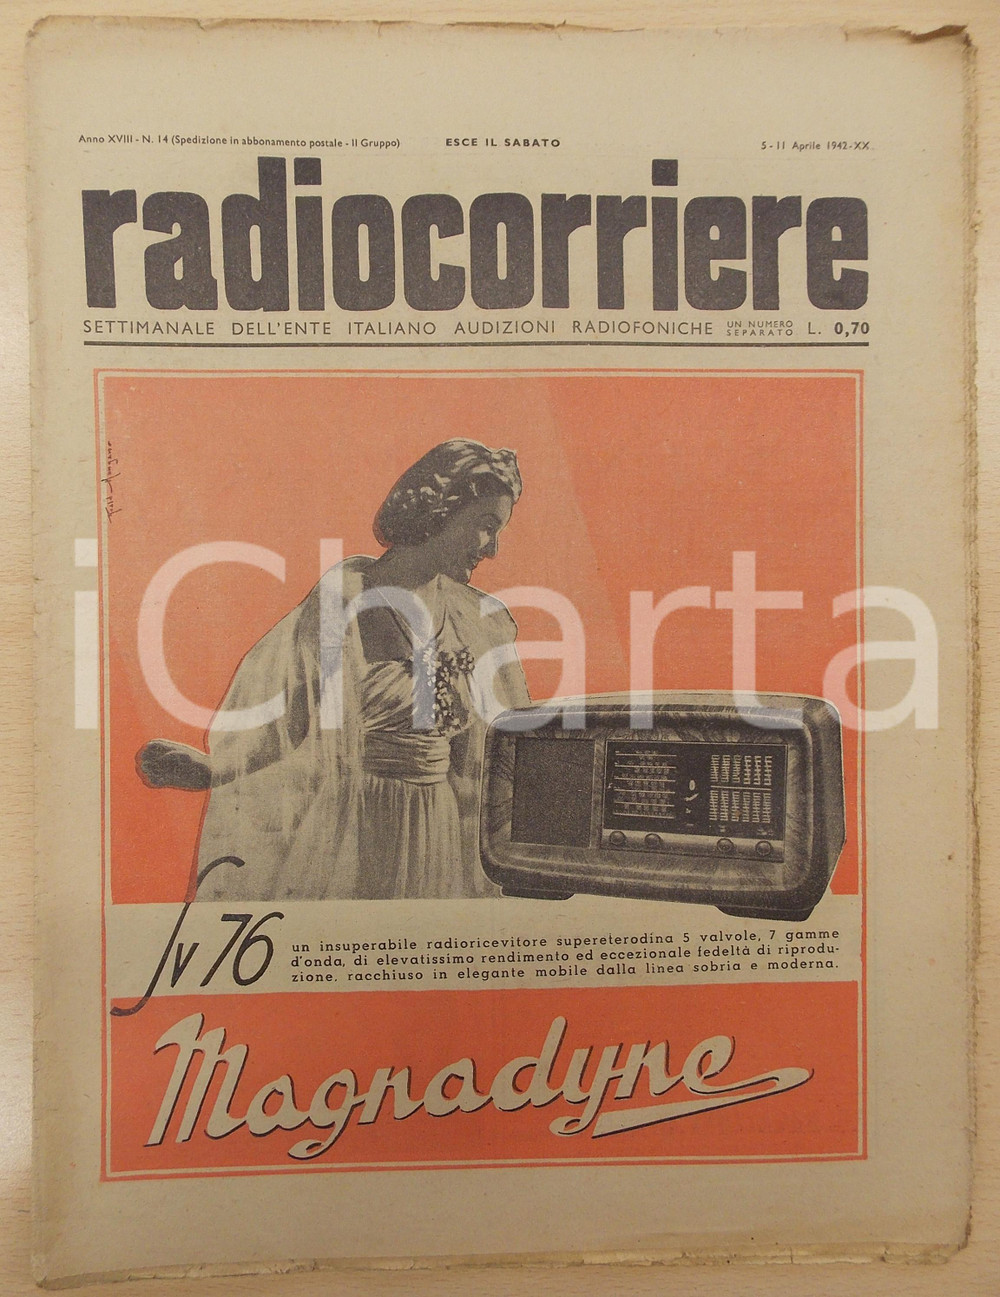 Anno XVIII - N. 14 (Spedizione in abbonamento postale - II Gruppo) ESCE IL SABATO 5 - 11 Aprile 1942-XX
radiocorriere
SETTIMANALE DELL'ENTE ITALIANO AUDIZIONI RADIOFONICHE UN NUMERO SEPARATO L. 0,70
iCharta
SV 76
un insuperabile radioricevitore supereterodina 5 valvole, 7 gamme
d'onda, di elevatissimo rendimento ed eccezionale fedeltà di riprodu-
zione, racchiuso in elegante mobile dalla linea sobria e moderna.
Magnadyne